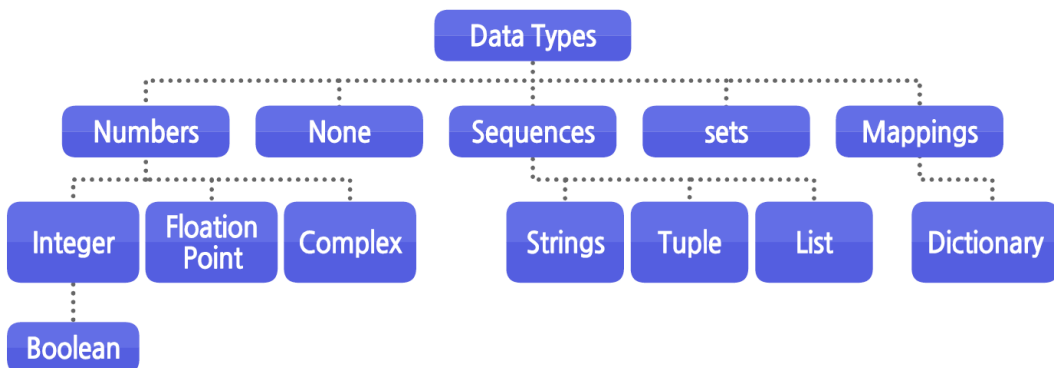 Data Types
Numbers
None
Sequences
sets
Mappings
Integer
Floation
Point
Complex
Strings
Tuple
List
Dictionary
Boolean